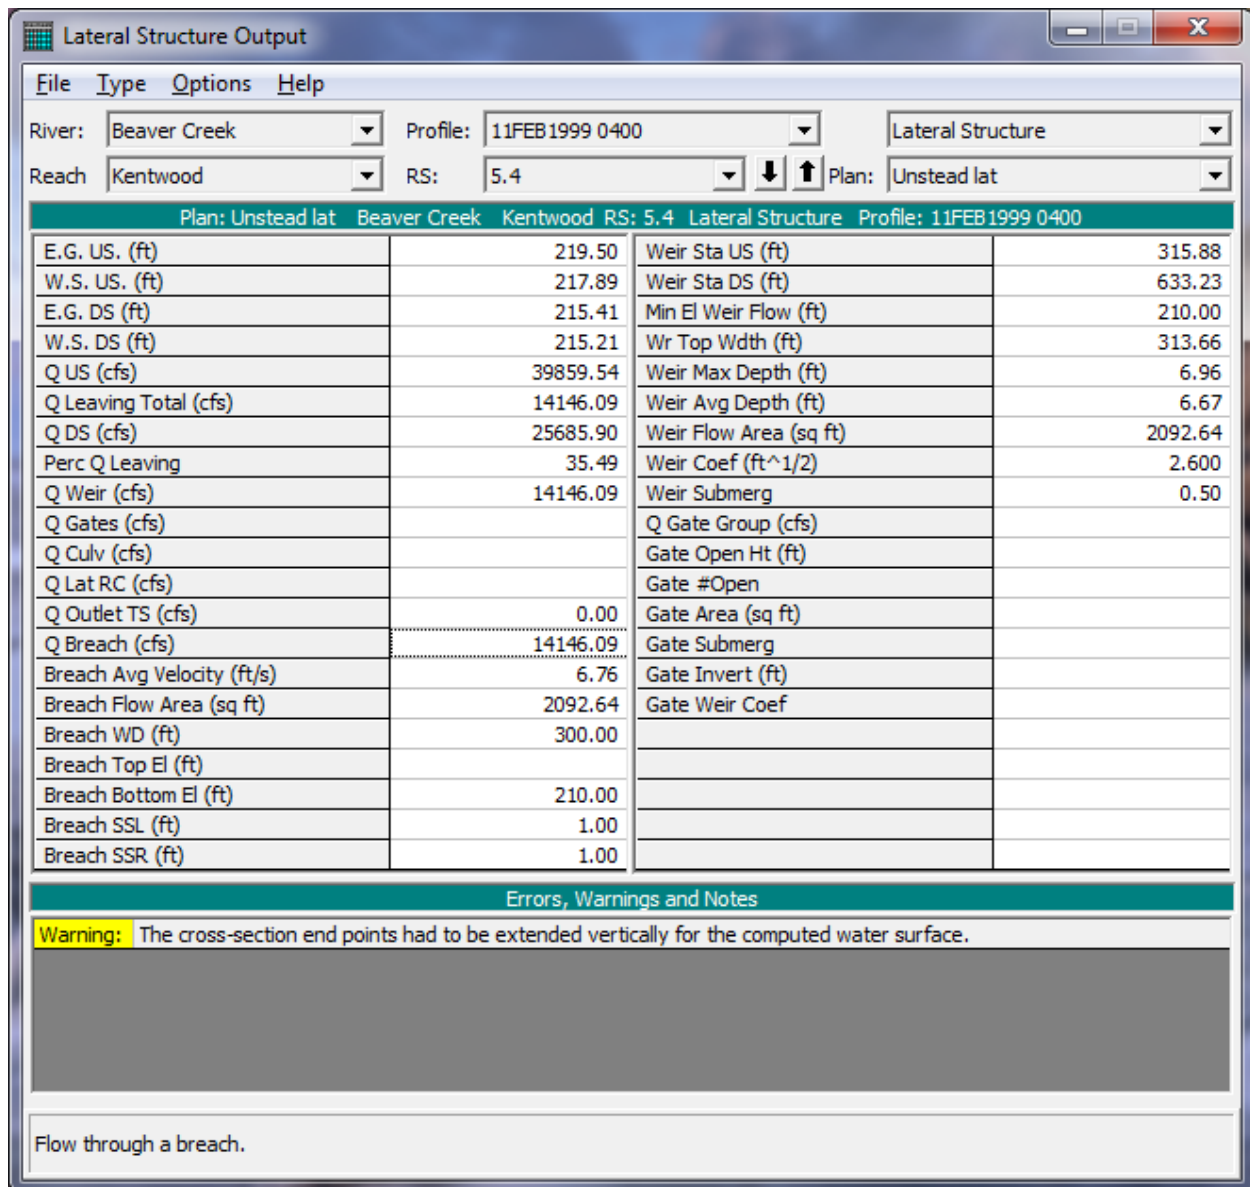 Lateral Structure Output
File Type Options Help
River: Beaver Creek Profile: 11FEB1999 0400 Lateral Structure
Reach Kentwood RS: 5.4 Plan: Unstead lat
Plan: Unstead lat Beaver Creek Kentwood RS: 5.4 Lateral Structure Profile: 11FEB1999 0400
E.G. US. (ft) 219.50 Weir Sta US (ft) 315.88
W.S. US. (ft) 217.89 Weir Sta DS (ft) 633.23
E.G. DS (ft) 215.41 Min El Weir Flow (ft) 210.00
W.S. DS (ft) 215.21 Wr Top Wdth (ft) 313.66
Q US (cfs) 39859.54 Weir Max Depth (ft) 6.96
Q Leaving Total (cfs) 14146.09 Weir Avg Depth (ft) 6.67
Q DS (cfs) 25685.90 Weir Flow Area (sq ft) 2092.64
Perc Q Leaving 35.49 Weir Coef (ft^1/2) 2.600
Q Weir (cfs) 14146.09 Weir Submerg 0.50
Q Gates (cfs) Q Gate Group (cfs)
Q Culv (cfs) Gate Open Ht (ft)
Q Lat RC (cfs) Gate #Open
Q Outlet TS (cfs) 0.00 Gate Area (sq ft)
Q Breach (cfs) 14146.09 Gate Submerg
Breach Avg Velocity (ft/s) 6.76 Gate Invert (ft)
Breach Flow Area (sq ft) 2092.64 Gate Weir Coef
Breach WD (ft) 300.00
Breach Top El (ft)
Breach Bottom El (ft) 210.00
Breach SSL (ft) 1.00
Breach SSR (ft) 1.00
Errors, Warnings and Notes
Warning: The cross-section end points had to be extended vertically for the computed water surface.
Flow through a breach.